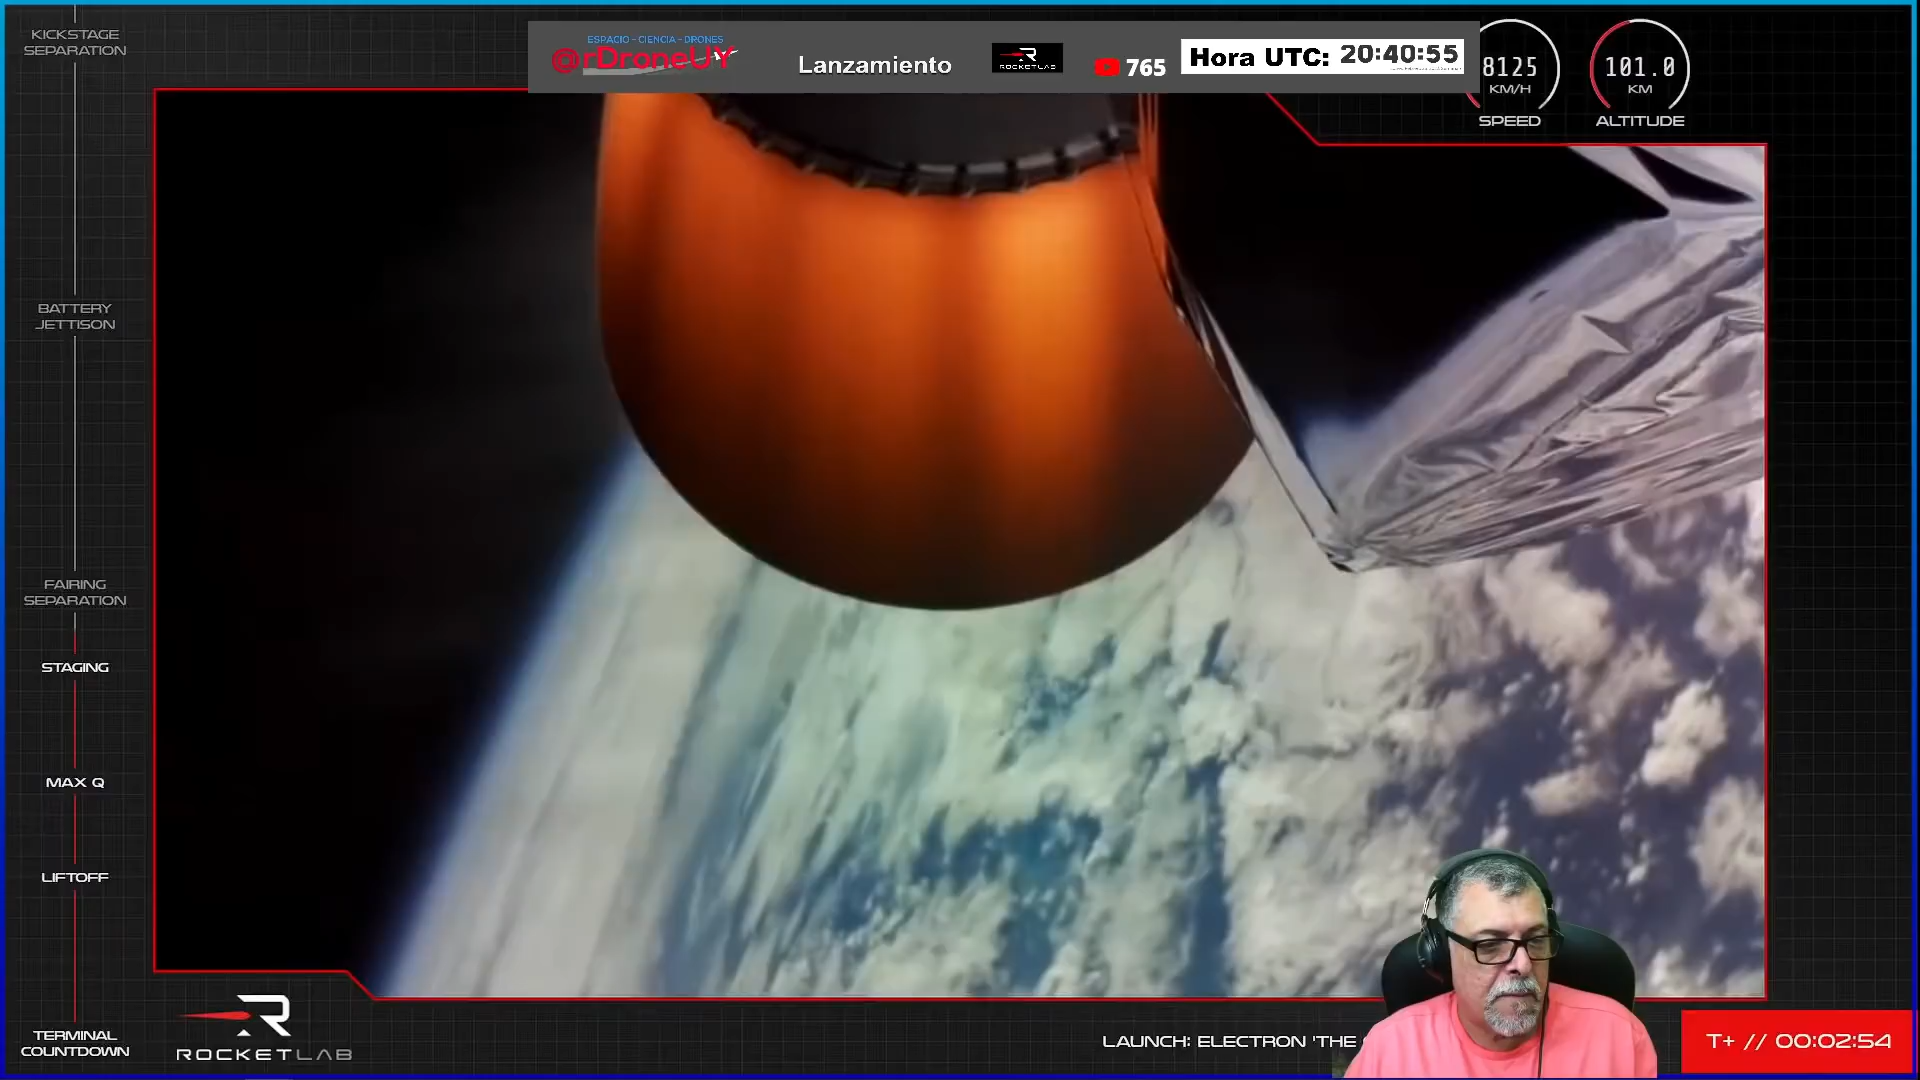 KICKSTAGE
SEPARATION
ESPACIO - CIENCIA - DRONES
@rDroneUY
Lanzamiento
ROCKETLAB
765
Hora UTC: 20:40:55
8125
KM/H
SPEED
101.0
KM
ALTITUDE
BATTERY
JETTISON
FAIRING
SEPARATION
STAGING
MAX Q
LIFTOFF
TERMINAL
COUNTDOWN
ROCKETLAB
LAUNCH: ELECTRON 'THE
T+ // 00:02:54